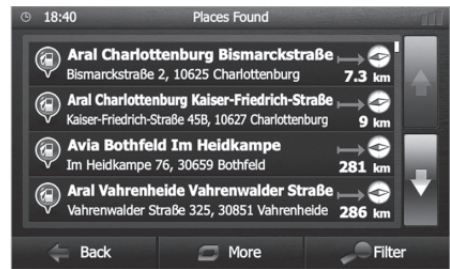 18:40 Places Found
Aral Charlottenburg Bismarckstraße
Bismarckstraße 2, 10625 Charlottenburg 7.3 km
Aral Charlottenburg Kaiser-Friedrich-Straße
Kaiser-Friedrich-Straße 45B, 10627 Charlottenburg 9 km
Avia Bothfeld Im Heidkampe
Im Heidkampe 76, 30659 Bothfeld 281 km
Aral Vahrenheide Vahrenwalder Straße
Vahrenwalder Straße 325, 30851 Vahrenheide 286 km
Back More Filter